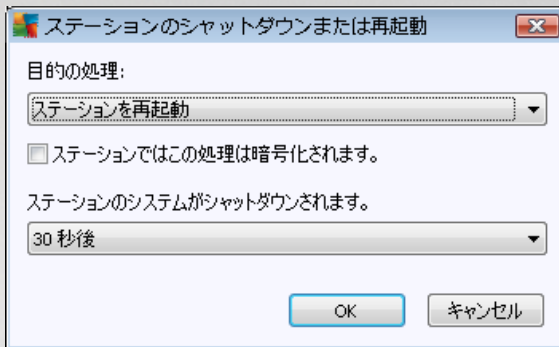 ステーションのシャットダウンまたは再起動
目的の処理:
ステーションを再起動
ステーションではこの処理は暗号化されます。
ステーションのシステムがシャットダウンされます。
30 秒後
OK
キャンセル